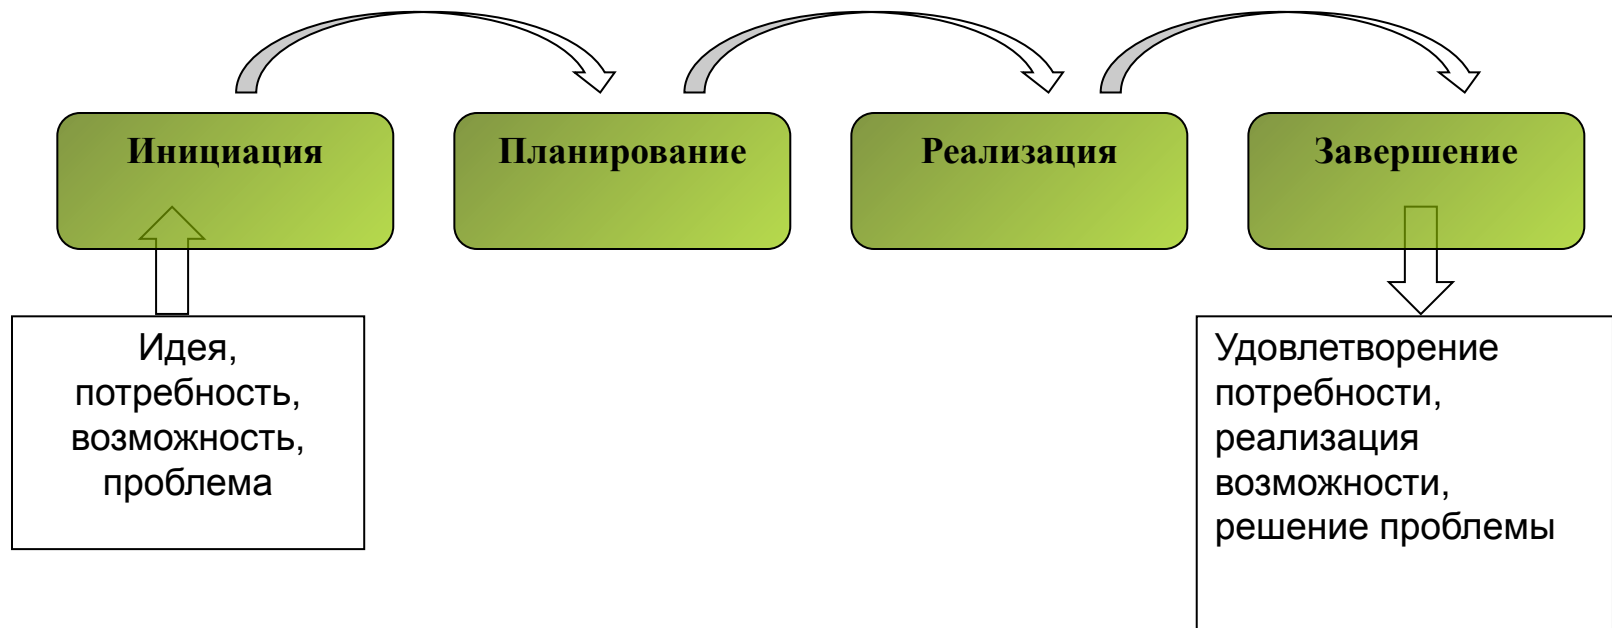 Инициация
Планирование
Реализация
Завершение
Идея,
потребность,
возможность,
проблема
Удовлетворение
потребности,
реализация
возможности,
решение проблемы